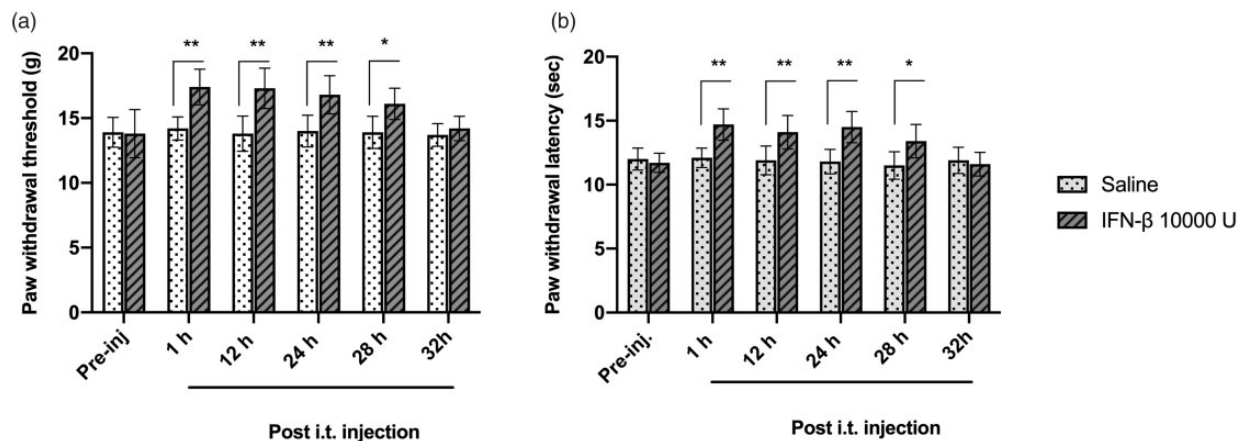 (a)
Paw withdrawal threshold (g)
20
15
10
5
0
** ** ** *
Pre-inj 1 h 12 h 24 h 28 h 32h
Post i.t. injection
(b)
Paw withdrawal latency (sec)
20
15
10
5
0
** ** ** *
Pre-inj. 1 h 12 h 24 h 28 h 32h
Post i.t. injection
Saline
IFN-β 10000 U